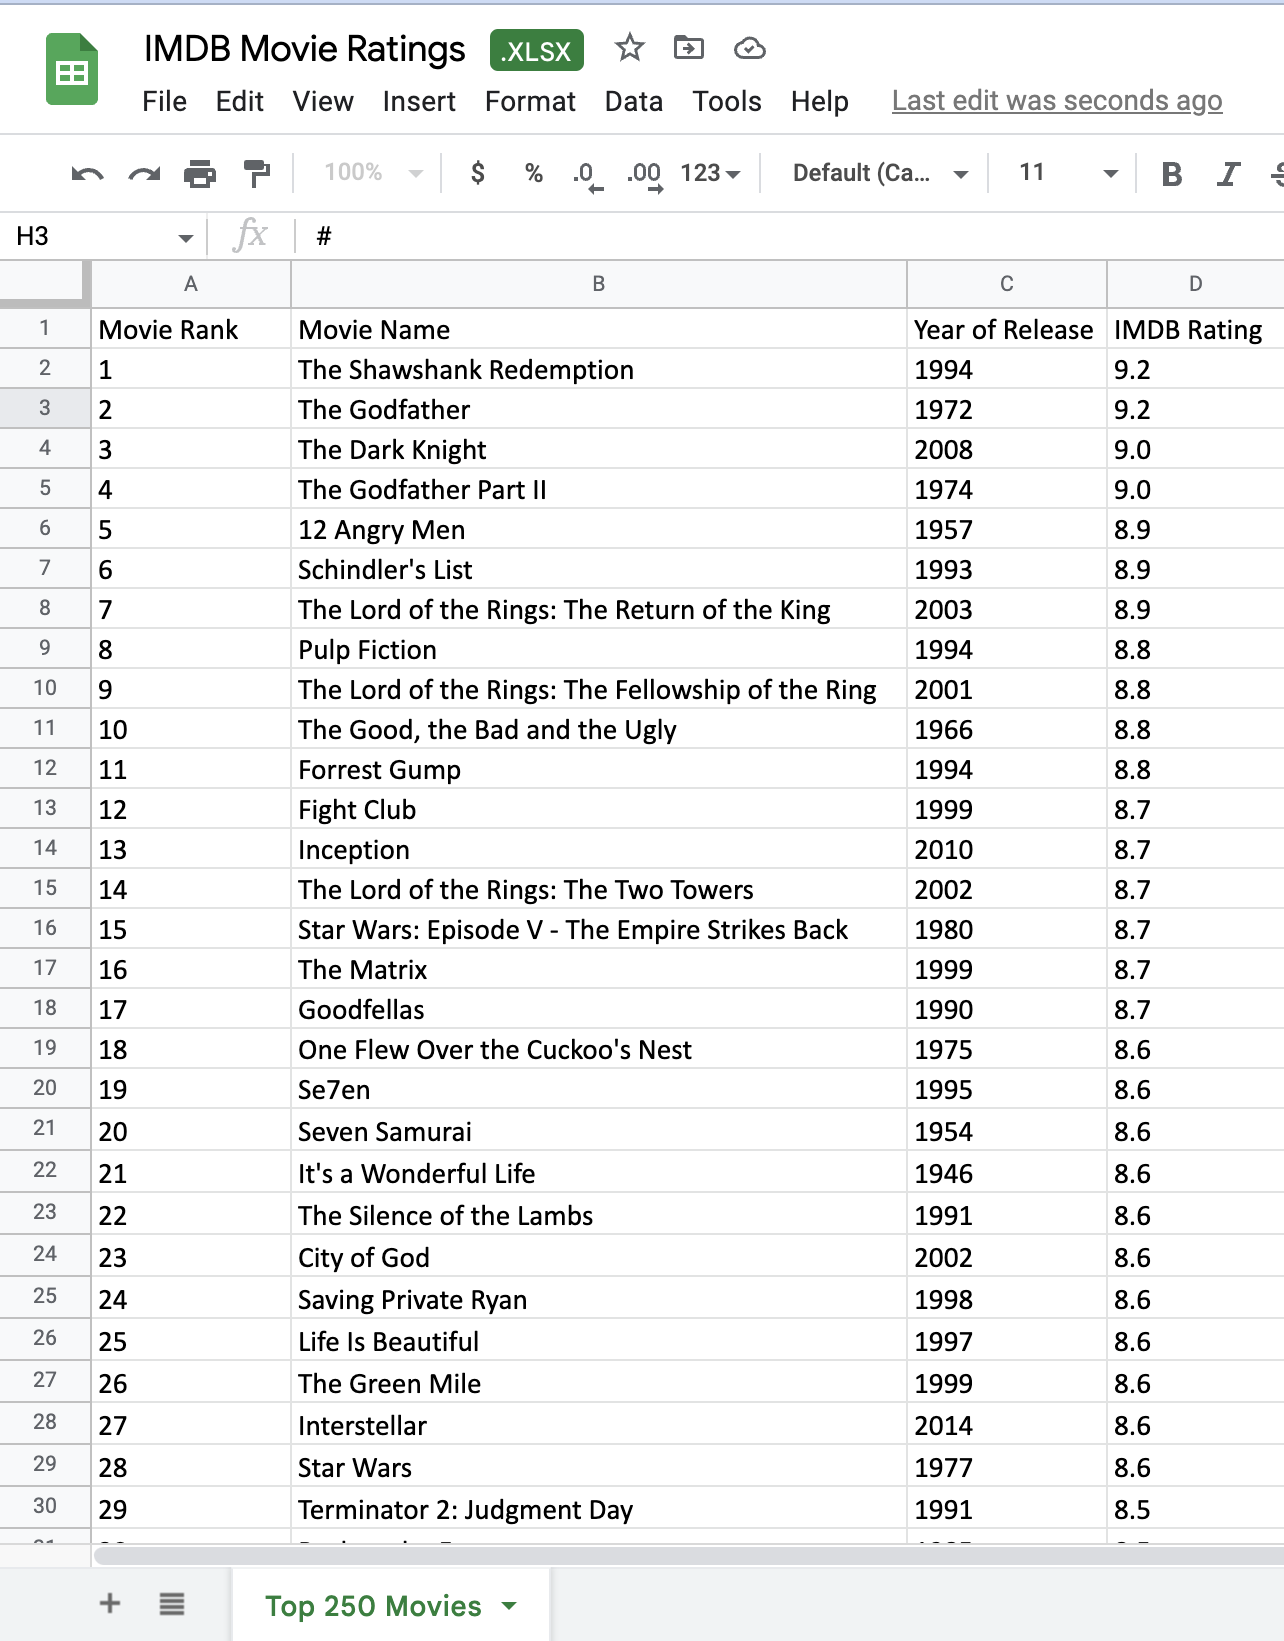 IMDB Movie Ratings .XLSX
File Edit View Insert Format Data Tools Help Last edit was seconds ago
100% $ % .0 .00 123 Default (Ca... 11 B I S
H3 fx #
A B C D
1 Movie Rank Movie Name Year of Release IMDB Rating
2 1 The Shawshank Redemption 1994 9.2
3 2 The Godfather 1972 9.2
4 3 The Dark Knight 2008 9.0
5 4 The Godfather Part II 1974 9.0
6 5 12 Angry Men 1957 8.9
7 6 Schindler's List 1993 8.9
8 7 The Lord of the Rings: The Return of the King 2003 8.9
9 8 Pulp Fiction 1994 8.8
10 9 The Lord of the Rings: The Fellowship of the Ring 2001 8.8
11 10 The Good, the Bad and the Ugly 1966 8.8
12 11 Forrest Gump 1994 8.8
13 12 Fight Club 1999 8.7
14 13 Inception 2010 8.7
15 14 The Lord of the Rings: The Two Towers 2002 8.7
16 15 Star Wars: Episode V - The Empire Strikes Back 1980 8.7
17 16 The Matrix 1999 8.7
18 17 Goodfellas 1990 8.7
19 18 One Flew Over the Cuckoo's Nest 1975 8.6
20 19 Se7en 1995 8.6
21 20 Seven Samurai 1954 8.6
22 21 It's a Wonderful Life 1946 8.6
23 22 The Silence of the Lambs 1991 8.6
24 23 City of God 2002 8.6
25 24 Saving Private Ryan 1998 8.6
26 25 Life Is Beautiful 1997 8.6
27 26 The Green Mile 1999 8.6
28 27 Interstellar 2014 8.6
29 28 Star Wars 1977 8.6
30 29 Terminator 2: Judgment Day 1991 8.5
Top 250 Movies